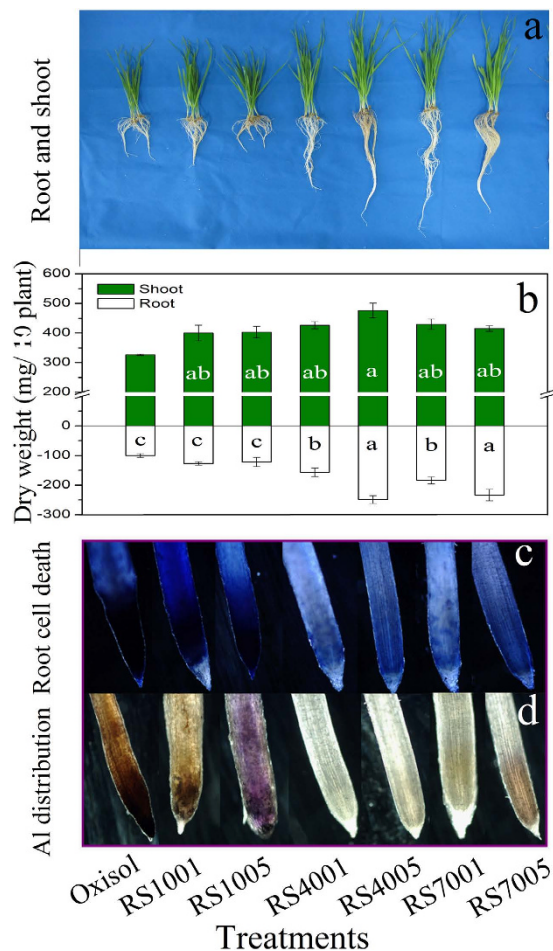 a
Root and shoot
b
Shoot
Root
600
500
400
300
200
0
-100
-200
-300
Dry weight (mg/ 10 plant)
ab
ab
ab
a
ab
ab
c
c
c
b
a
b
a
c
Root cell death
d
Al distribution
Oxisol
RS1001
RS1005
RS4001
RS4005
RS7001
RS7005
Treatments